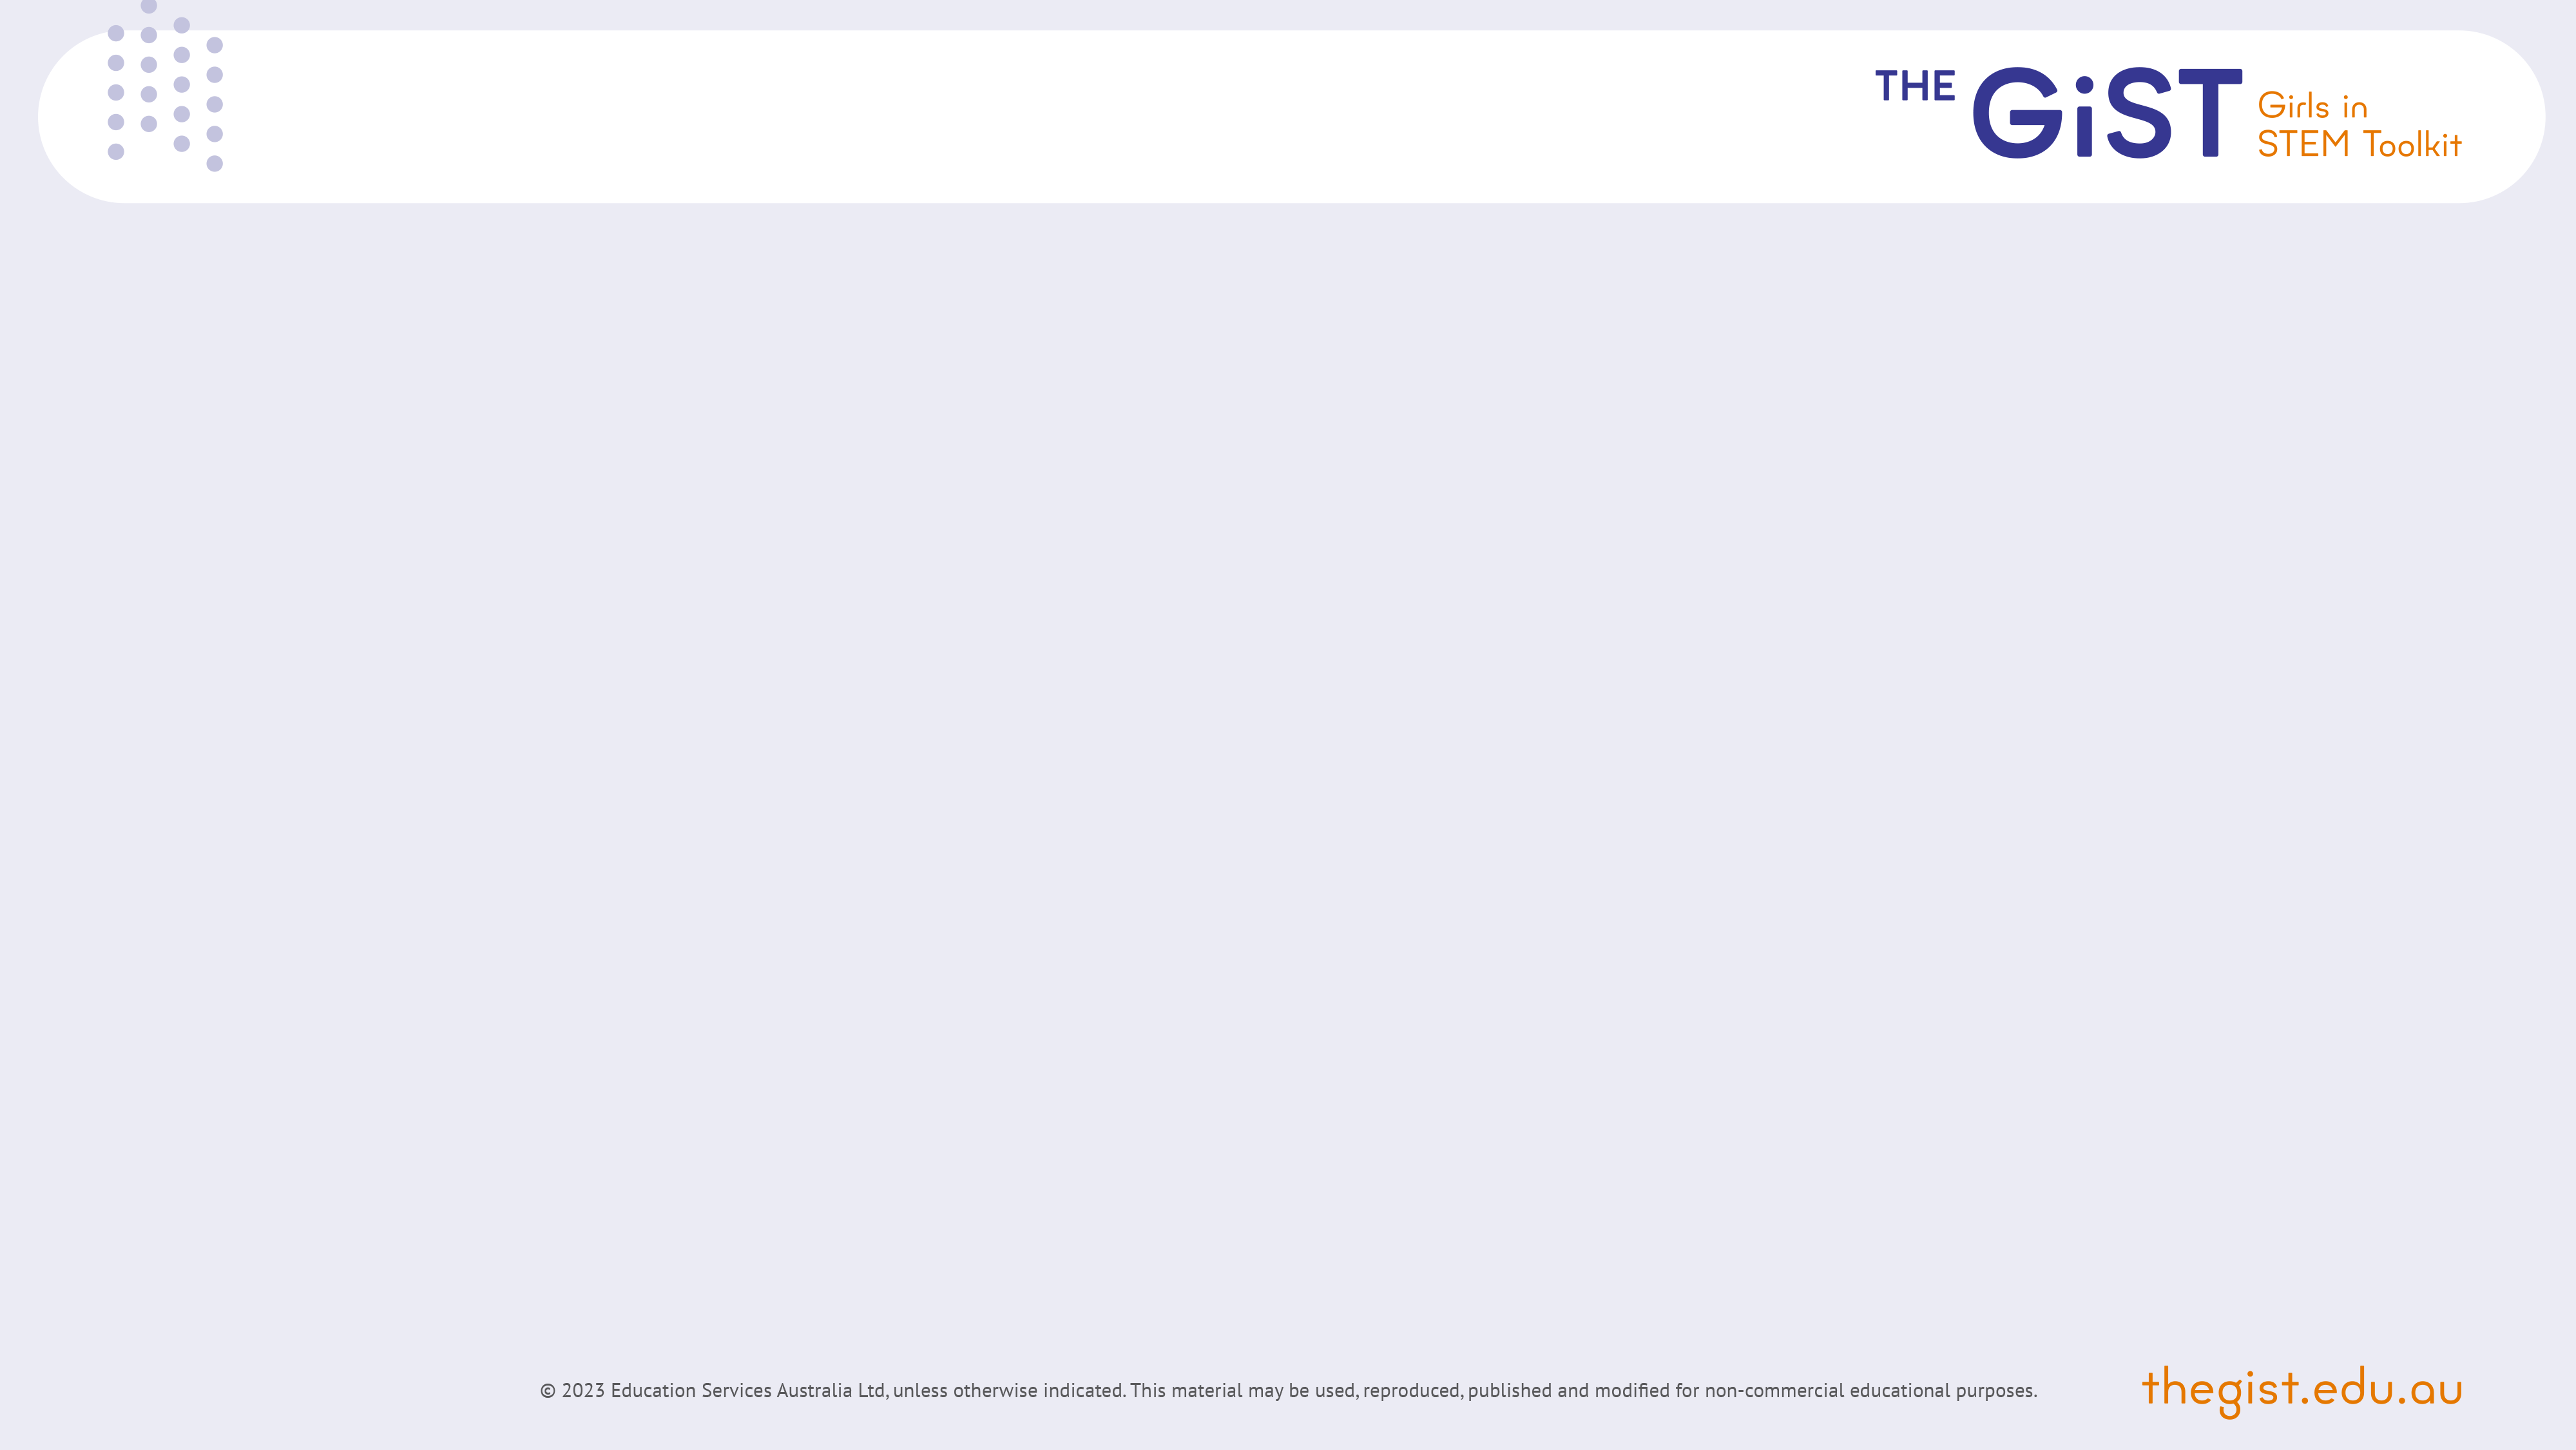 THE GiST Girls in
STEM Toolkit
© 2023 Education Services Australia Ltd, unless otherwise indicated. This material may be used, reproduced, published and modified for non-commercial educational purposes.
thegist.edu.au